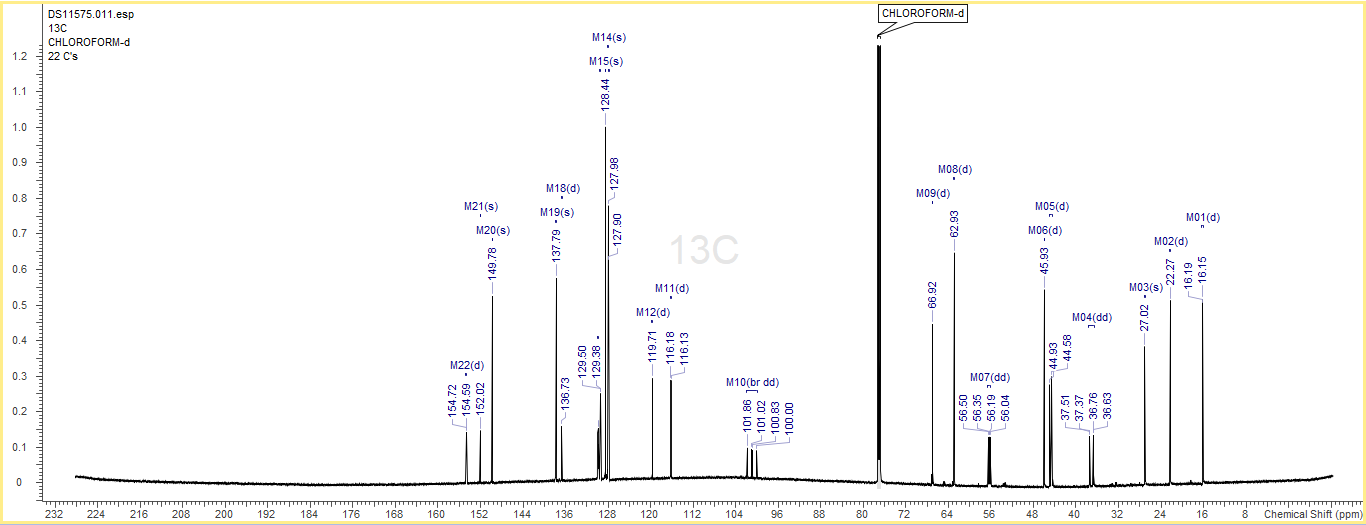 DS11575.011.esp
13C
CHLOROFORM-d
22 C's
CHLOROFORM-d
M14(s)
M15(s)
128.44
127.98
127.90
M18(d)
M19(s)
137.79
136.73
M21(s)
M20(s)
149.78
M22(d)
154.72
154.59
152.02
129.50
129.38
M11(d)
M12(d)
119.71
116.18
116.13
M10(br dd)
101.86
101.02
100.83
100.00
M08(d)
M09(d)
66.92
62.93
M07(dd)
56.50
56.35
56.19
56.04
M05(d)
M06(d)
45.93
44.93
44.58
M04(dd)
37.51
37.37
36.76
36.63
M03(s)
27.02
M02(d)
22.27
M01(d)
16.19
16.15
13C
1.2
1.1
1.0
0.9
0.8
0.7
0.6
0.5
0.4
0.3
0.2
0.1
0
232 224 216 208 200 192 184 176 168 160 152 144 136 128 120 112 104 96 88 80 72 64 56 48 40 32 24 16 8 Chemical Shift (ppm)